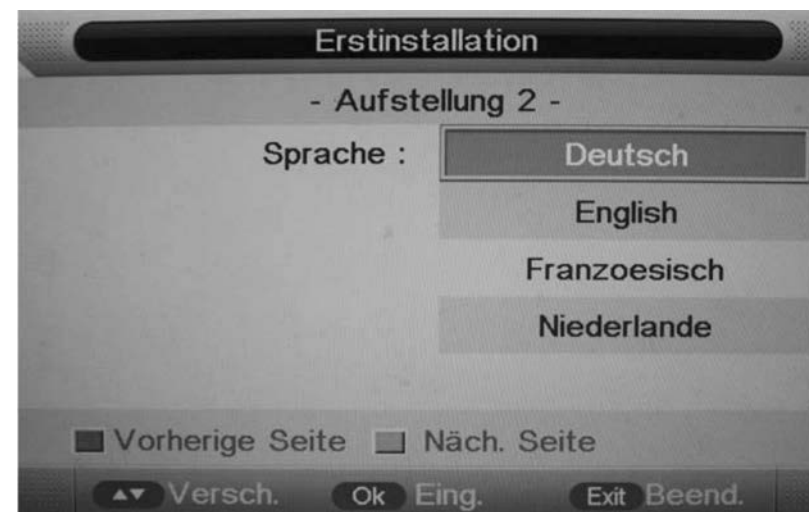 Erstinstallation
- Aufstellung 2 -
Sprache : Deutsch
English
Franzoesisch
Niederlande
Vorherige Seite Näch. Seite
Versch. Ok Eing. Exit Beend.